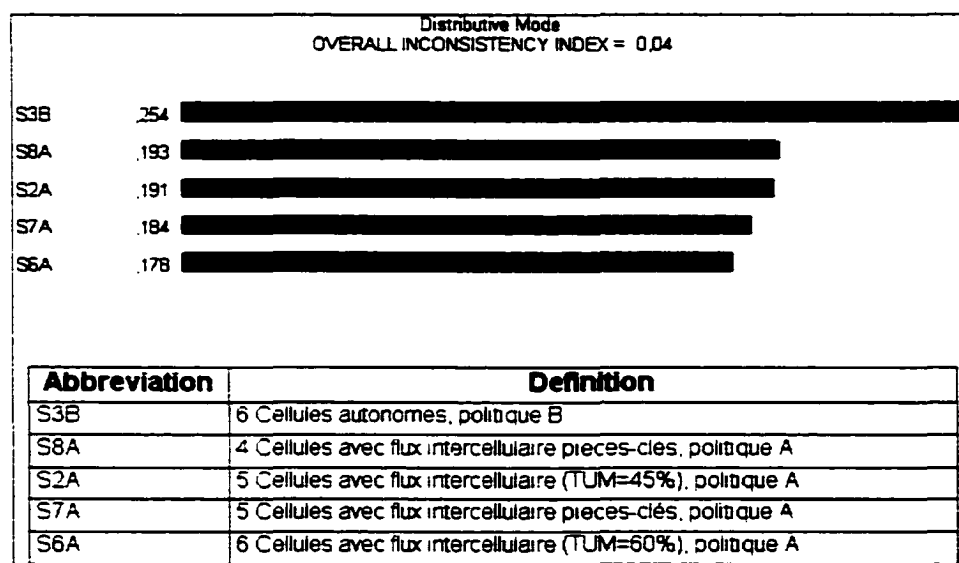 Distributive Mode
OVERALL INCONSISTENCY INDEX = 0,04
S3B ,254
S8A ,193
S2A ,191
S7A ,184
S6A ,178
Abbreviation Definition
S3B 6 Cellules autonomes, politique B
S8A 4 Cellules avec flux intercellulaire pieces-cles, politique A
S2A 5 Cellules avec flux intercellulaire (TUM=45%), politique A
S7A 5 Cellules avec flux intercellulaire pieces-clés, politique A
S6A 6 Cellules avec flux intercellulaire (TUM=60%), politique A